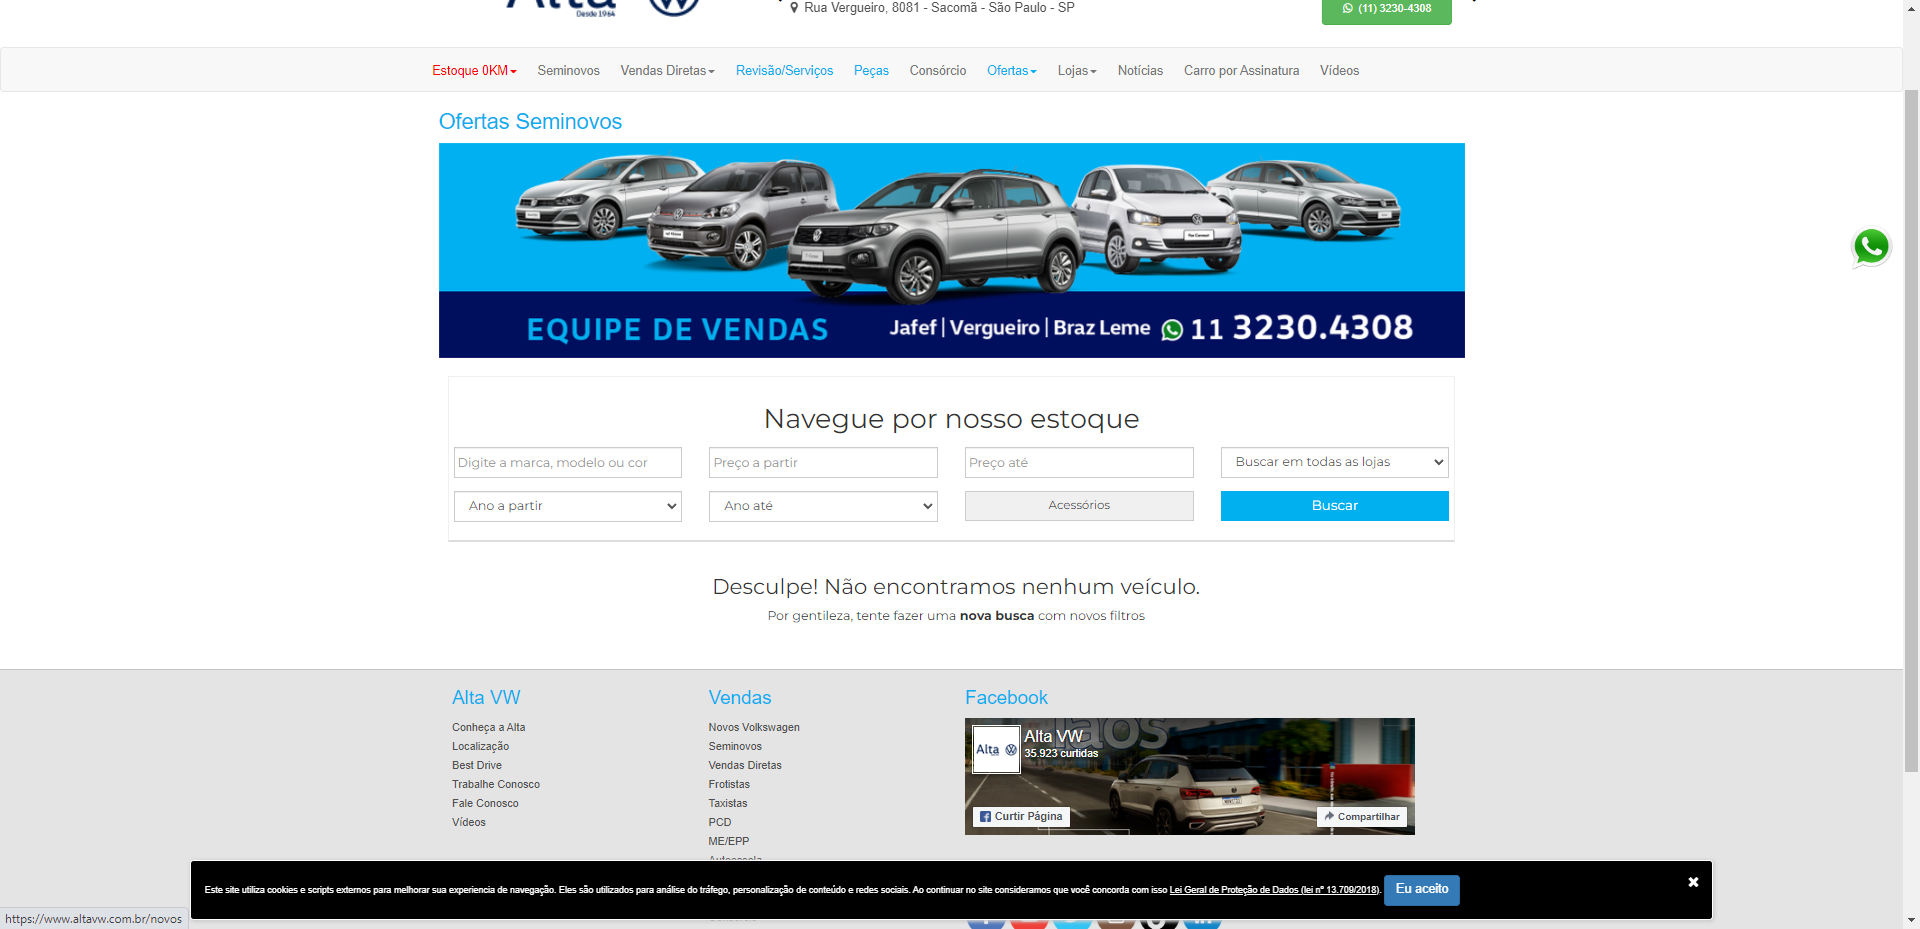 Alta
Desde 1964
Rua Vergueiro, 8081 - Sacomã - São Paulo - SP
(11) 3230-4308
Estoque 0KM
Seminovos
Vendas Diretas
Revisão/Serviços
Peças
Consórcio
Ofertas
Lojas
Notícias
Carro por Assinatura
Vídeos
Ofertas Seminovos
EQUIPE DE VENDAS
Jafef | Vergueiro | Braz Leme 11 3230.4308
Navegue por nosso estoque
Digite a marca, modelo ou cor
Preço a partir
Preço até
Buscar em todas as lojas
Ano a partir
Ano até
Acessórios
Buscar
Desculpe! Não encontramos nenhum veículo.
Por gentileza, tente fazer uma nova busca com novos filtros
Alta VW
Conheça a Alta
Localização
Best Drive
Trabalhe Conosco
Fale Conosco
Vídeos
Vendas
Novos Volkswagen
Seminovos
Vendas Diretas
Frotistas
Taxistas
PCD
ME/EPP
Facebook
Alta
Alta VW
35.923 curtidas
Curtir Página
Compartilhar
Este site utiliza cookies e scripts externos para melhorar sua experiencia de navegação. Eles são utilizados para análise do tráfego, personalização de conteúdo e redes sociais. Ao continuar no site consideramos que você concorda com isso Lei Geral de Proteção de Dados (lei nº 13.709/2018).
Eu aceito
https://www.altavw.com.br/novos